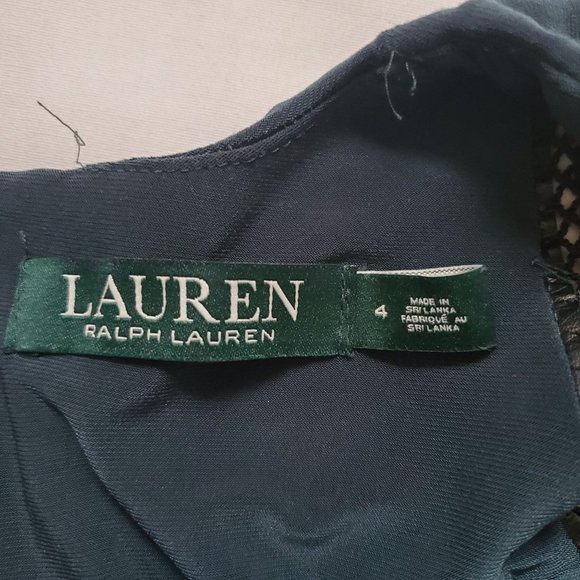 LAUREN
RALPH LAUREN
4
MADE IN
SRI LANKA
FABRIQUÉ AU
SRI LANKA